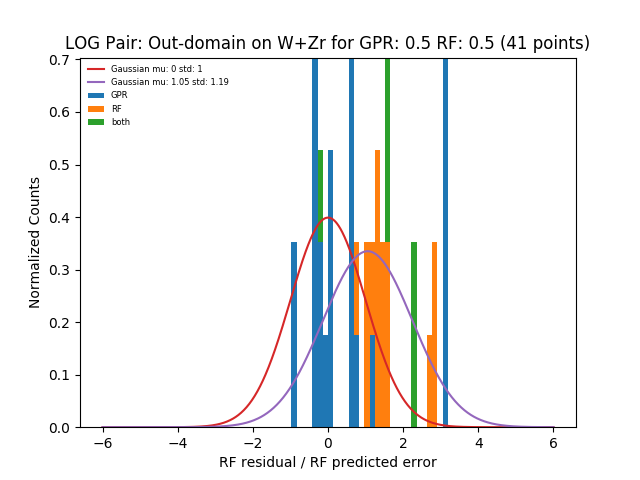 LOG Pair: Out-domain on W+Zr for GPR: 0.5 RF: 0.5 (41 points)
Gaussian mu: 0 std: 1
Gaussian mu: 1.05 std: 1.19
GPR
RF
both
Normalized Counts
0.7
0.6
0.5
0.4
0.3
0.2
0.1
0.0
−6
−4
−2
0
2
4
6
RF residual / RF predicted error